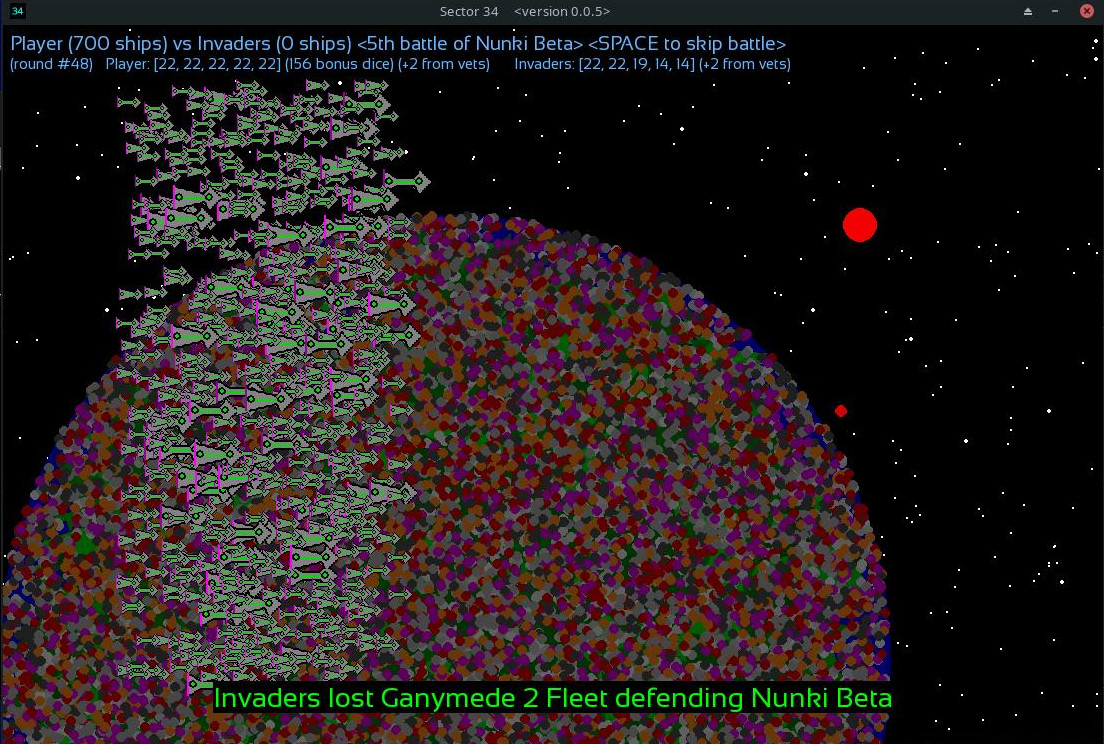 34
Sector 34 <version 0.0.5>
Player (700 ships) vs Invaders (0 ships) <5th battle of Nunki Beta> <SPACE to skip battle>
(round #48) Player: [22, 22, 22, 22, 22] (156 bonus dice) (+2 from vets) Invaders: [22, 22, 19, 14, 14] (+2 from vets)
Invaders lost Ganymede 2 Fleet defending Nunki Beta